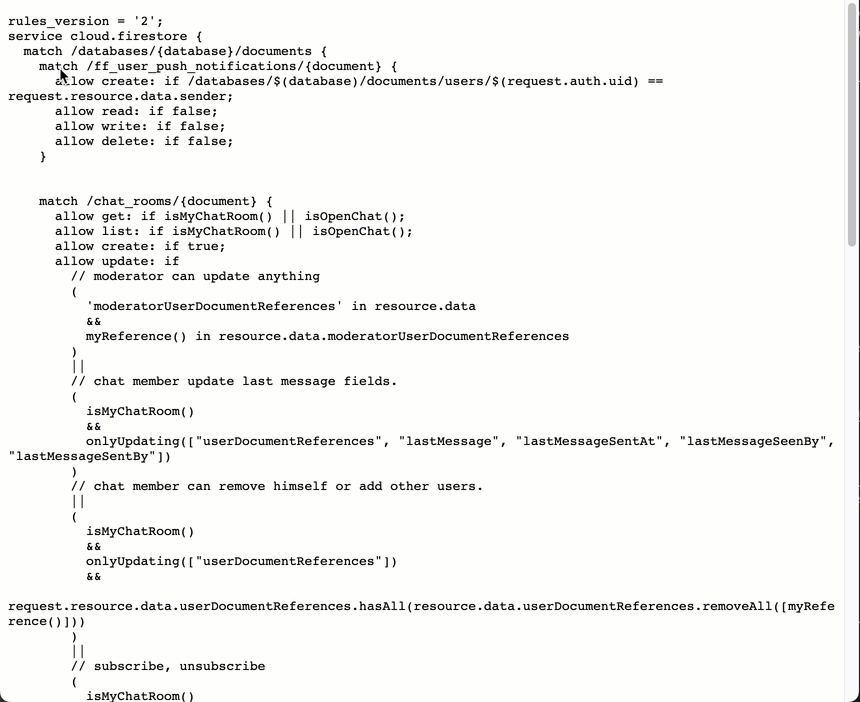 rules_version = '2';
service cloud.firestore {
match /databases/{database}/documents {
match /ff_user_push_notifications/{document} {
allow create: if /databases/$(database)/documents/users/$(request.auth.uid) ==
request.resource.data.sender;
allow read: if false;
allow write: if false;
allow delete: if false;
}
match /chat_rooms/{document} {
allow get: if isMyChatRoom() || isOpenChat();
allow list: if isMyChatRoom() || isOpenChat();
allow create: if true;
allow update: if
// moderator can update anything
(
'moderatorUserDocumentReferences' in resource.data
&&
myReference() in resource.data.moderatorUserDocumentReferences
)
||
// chat member update last message fields.
(
isMyChatRoom()
&&
onlyUpdating(["userDocumentReferences", "lastMessage", "lastMessageSentAt", "lastMessageSeenBy",
"lastMessageSentBy"])
)
// chat member can remove himself or add other users.
||
(
isMyChatRoom()
&&
onlyUpdating(["userDocumentReferences"])
&&
request.resource.data.userDocumentReferences.hasAll(resource.data.userDocumentReferences.removeAll([myRefe
rence()]))
)
||
// subscribe, unsubscribe
(
isMyChatRoom()